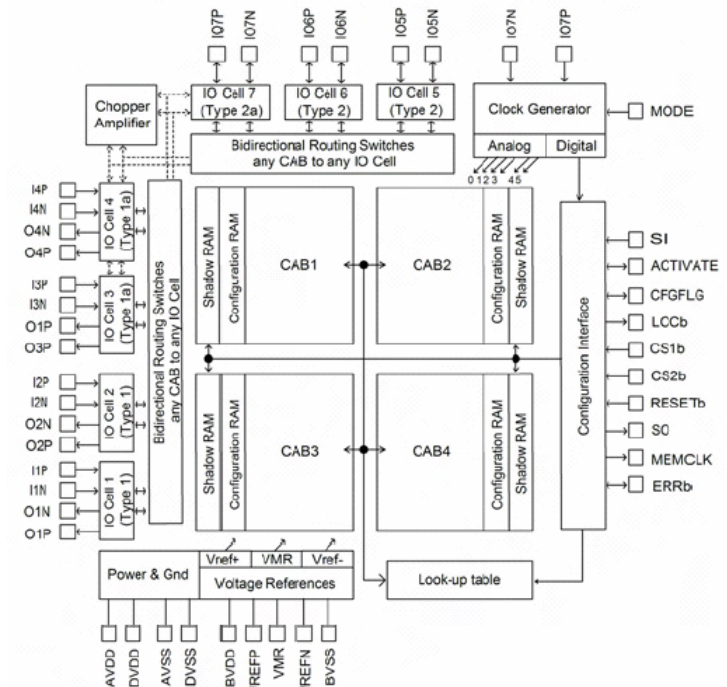 IO7P
IO7N
IO6P
IO6N
IO5P
IO5N
IO7N
IO7P
Chopper
Amplifier
IO Cell 7
(Type 2a)
IO Cell 6
(Type 2)
IO Cell 5
(Type 2)
Clock Generator
MODE
Analog
Digital
Bidirectional Routing Switches
any CAB to any IO Cell
0 1 2 3 4 5
I4P
I4N
O4N
O4P
IO Cell 4
(Type 1a)
I3P
I3N
O1P
O3P
IO Cell 3
(Type 1a)
I2P
I2N
O2N
O2P
IO Cell 2
(Type 1)
I1P
I1N
O1N
O1P
IO Cell 1
(Type 1)
Bidirectional Routing Switches
any CAB to any IO Cell
Shadow RAM
Configuration RAM
CAB1
CAB2
Configuration RAM
Shadow RAM
Shadow RAM
Configuration RAM
CAB3
CAB4
Configuration RAM
Shadow RAM
Configuration Interface
SI
ACTIVATE
CFGFLG
LCCb
CS1b
CS2b
RESETb
SO
MEMCLK
ERRb
Power & Gnd
Vref+
VMR
Vref-
Voltage References
Look-up table
AVDD
DVDD
AVSS
DVSS
BVDD
REFP
VMR
REFN
BVSS